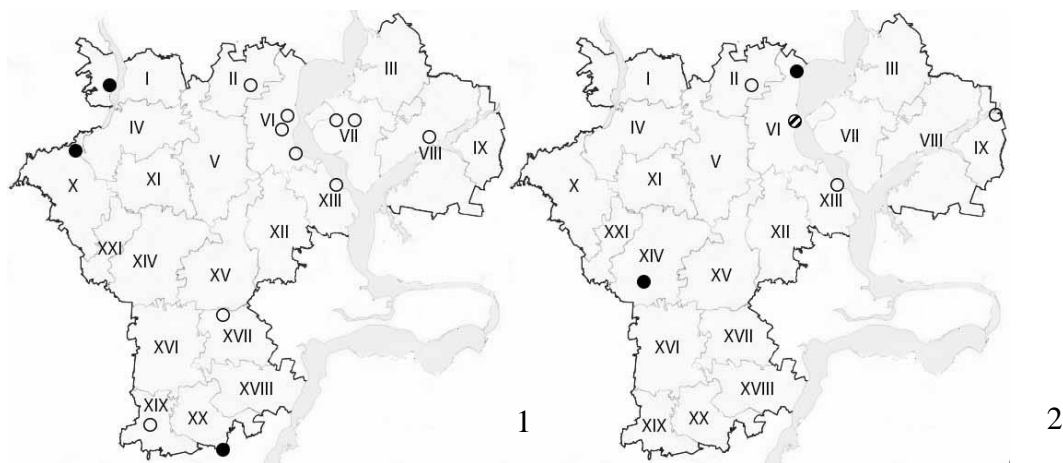 I II III
IV VI VII VIII IX
X XI V
XIII
XXI XIV XII
XV
XVI XVII
XVIII
XIX XX 1
I II III
IV VI VII VIII IX
X XI V
XIII
XXI XIV XII
XV
XVI XVII
XVIII
XIX XX 2